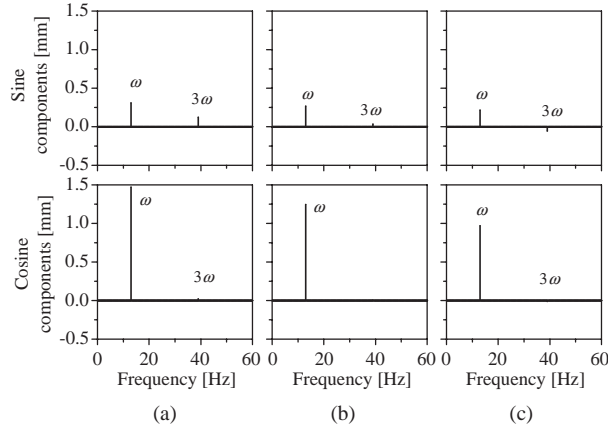 Sine
components [mm]
1.5
1.0
0.5
0.0
-0.5
ω
3ω
ω
3ω
ω
3ω
Cosine
components [mm]
1.5
1.0
0.5
0.0
-0.5
ω
3ω
ω
ω
3ω
0 20 40 60
0 20 40 60
0 20 40 60
Frequency [Hz]
Frequency [Hz]
Frequency [Hz]
(a)
(b)
(c)